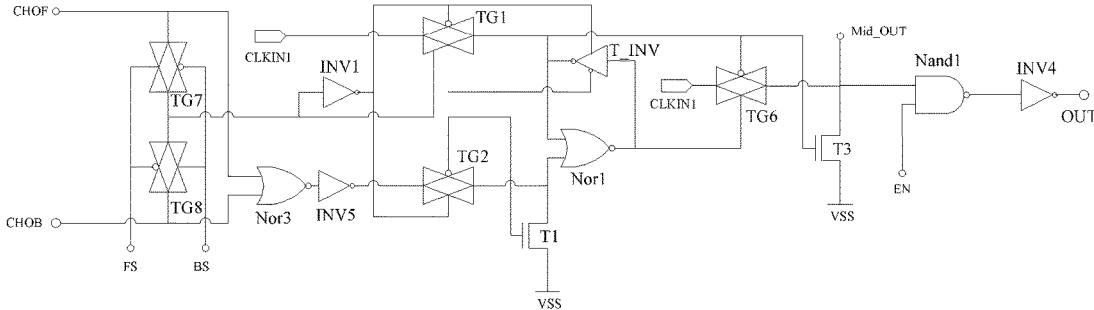 CHOF
TG1
Mid_OUT
T_INV
CLKIN1
INV1
Nand1
INV4
TG7
CLKIN1
TG6
OUT
TG2
T3
TG8
Nor3
INV5
Nor1
EN
CHOB
T1
VSS
FS
BS
VSS